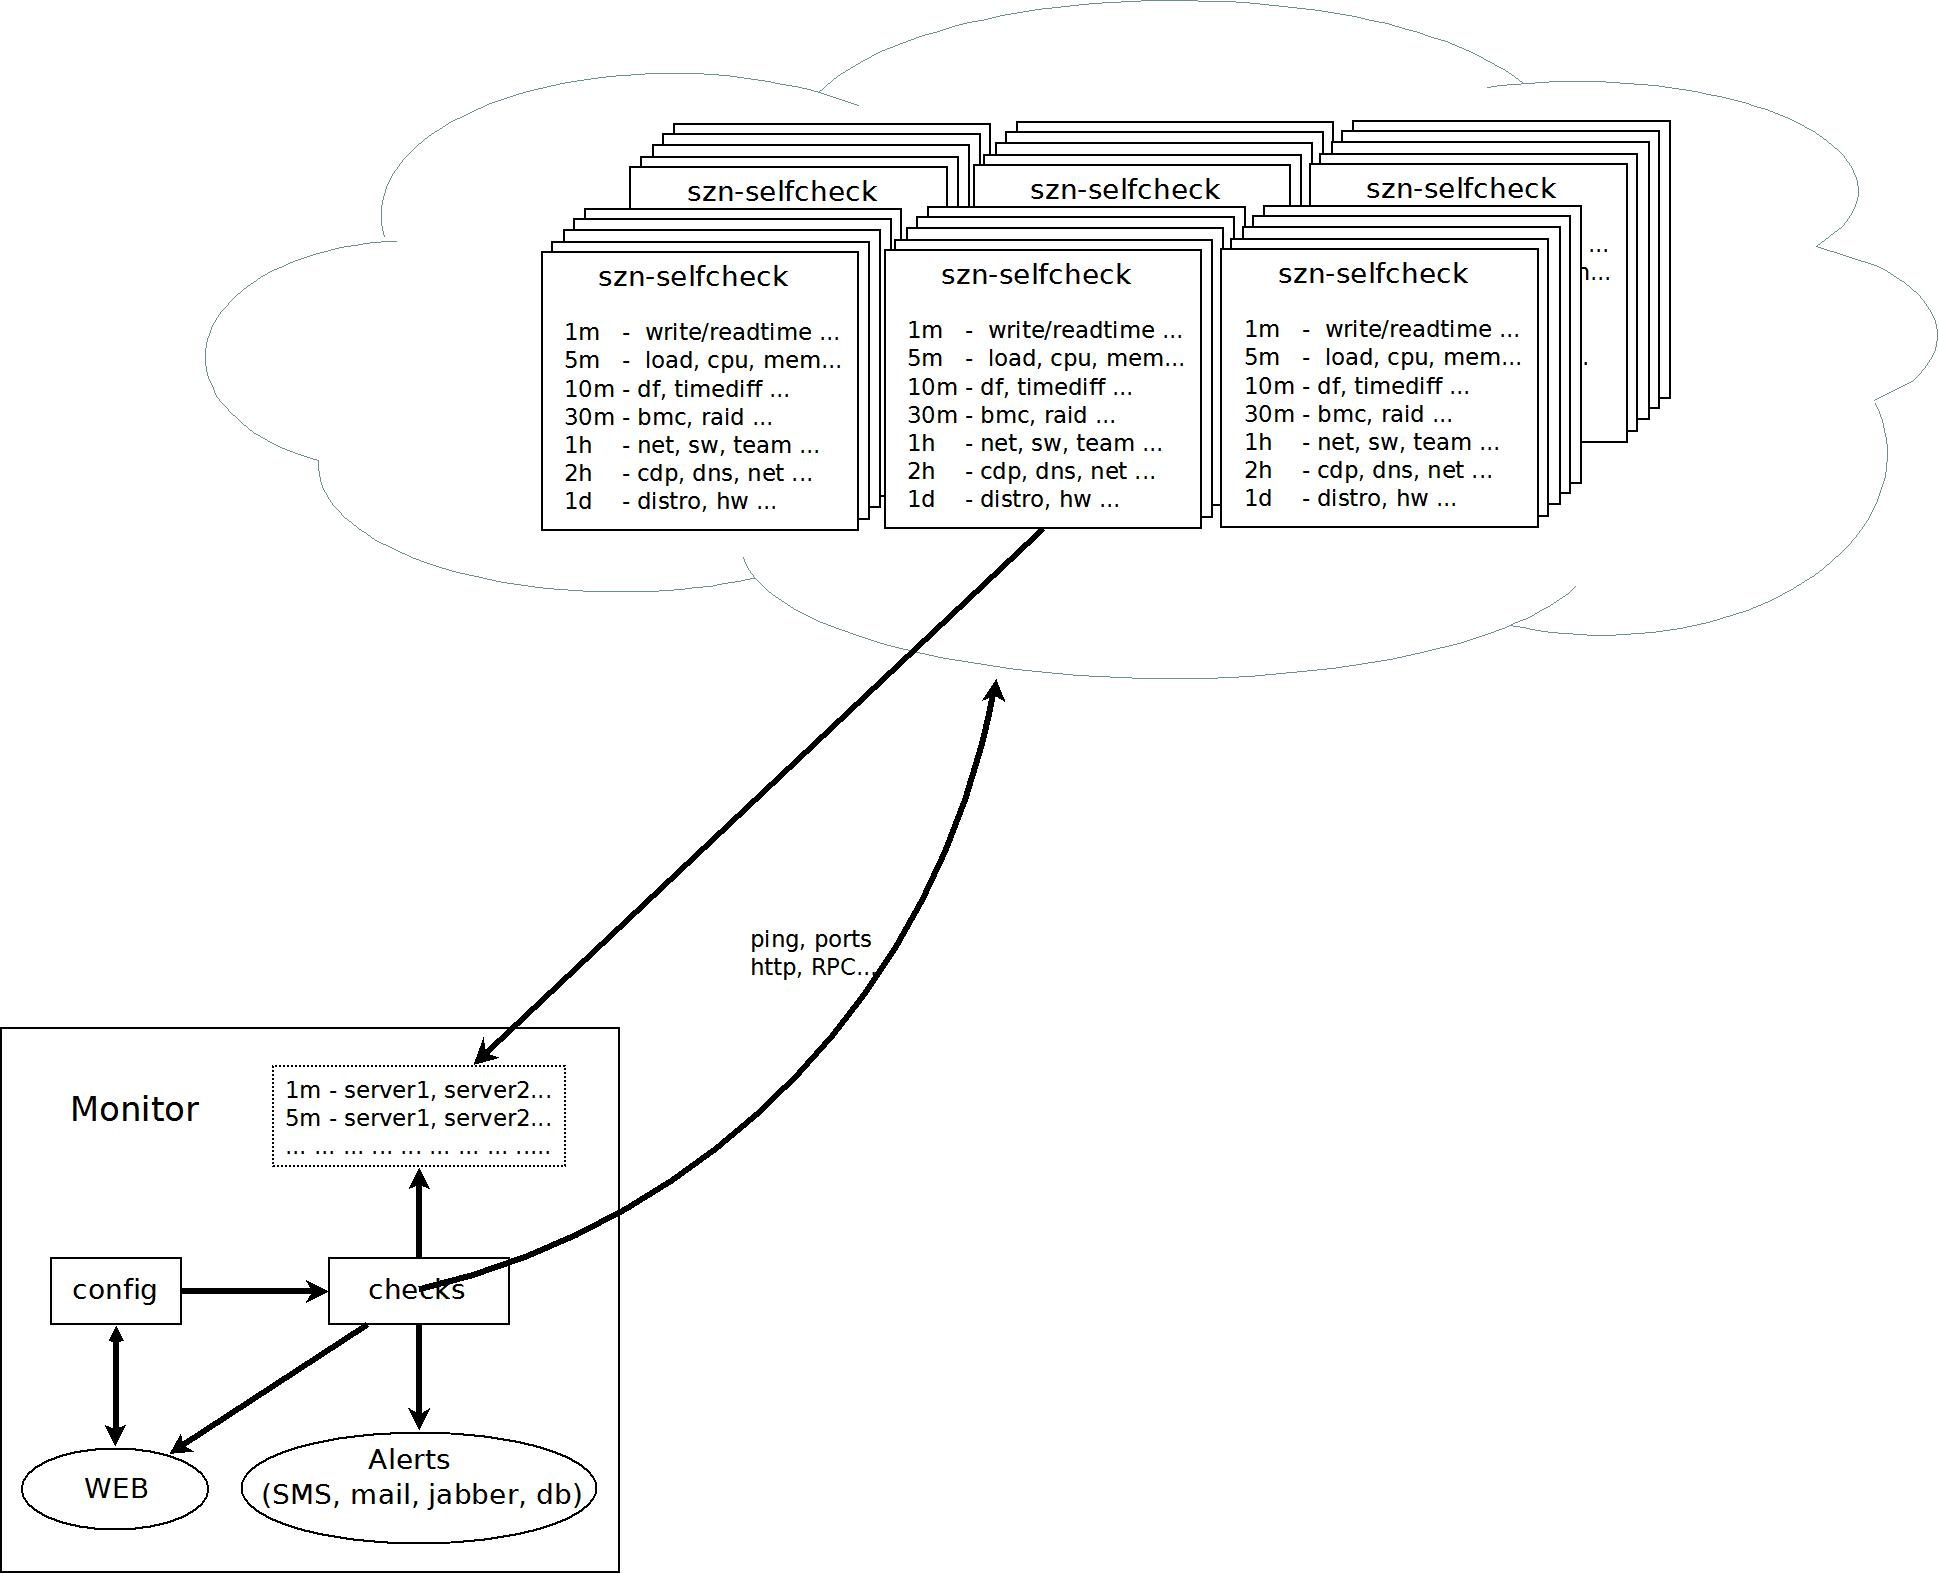 szn-selfcheck
szn-selfcheck
szn-selfcheck
...
...
.
szn-selfcheck
1m - write/readtime ...
5m - load, cpu, mem...
10m - df, timediff ...
30m - bmc, raid ...
1h - net, sw, team ...
2h - cdp, dns, net ...
1d - distro, hw ...
szn-selfcheck
1m - write/readtime ...
5m - load, cpu, mem...
10m - df, timediff ...
30m - bmc, raid ...
1h - net, sw, team ...
2h - cdp, dns, net ...
1d - distro, hw ...
szn-selfcheck
1m - write/readtime ...
5m - load, cpu, mem...
10m - df, timediff ...
30m - bmc, raid ...
1h - net, sw, team ...
2h - cdp, dns, net ...
1d - distro, hw ...
ping, ports
http, RPC...
Monitor
1m - server1, server2...
5m - server1, server2...
... ... ... ... ... ... ... ... .....
config
checks
WEB
Alerts
(SMS, mail, jabber, db)